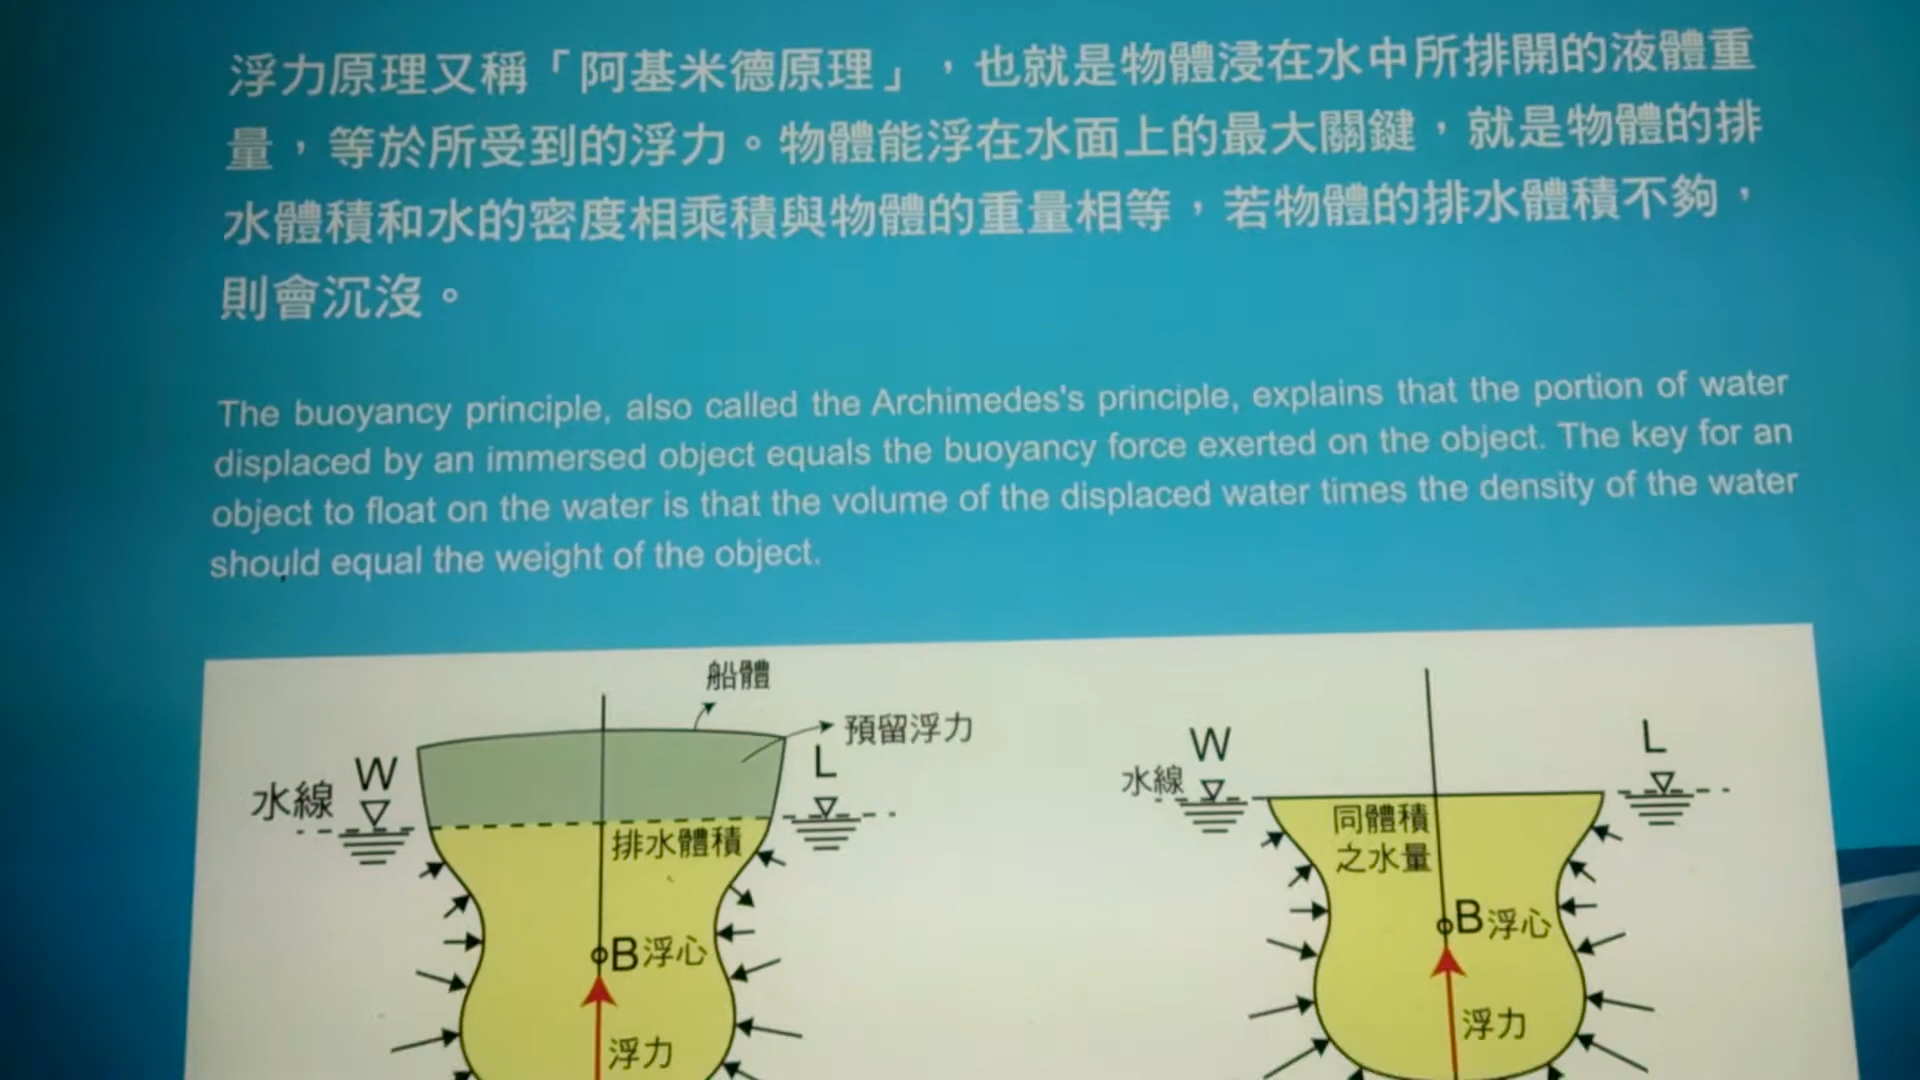 浮力原理又稱「阿基米德原理」，也就是物體浸在水中所排開的液體重
量，等於所受到的浮力。物體能浮在水面上的最大關鍵，就是物體的排
水體積和水的密度相乘積與物體的重量相等，若物體的排水體積不夠，
則會沉沒。
The buoyancy principle, also called the Archimedes's principle, explains that the portion of water
displaced by an immersed object equals the buoyancy force exerted on the object. The key for an
object to float on the water is that the volume of the displaced water times the density of the water
should equal the weight of the object.
船體
預留浮力
水線 W
L
排水體積
B 浮心
浮力
水線 W
L
同體積
之水量
B 浮心
浮力